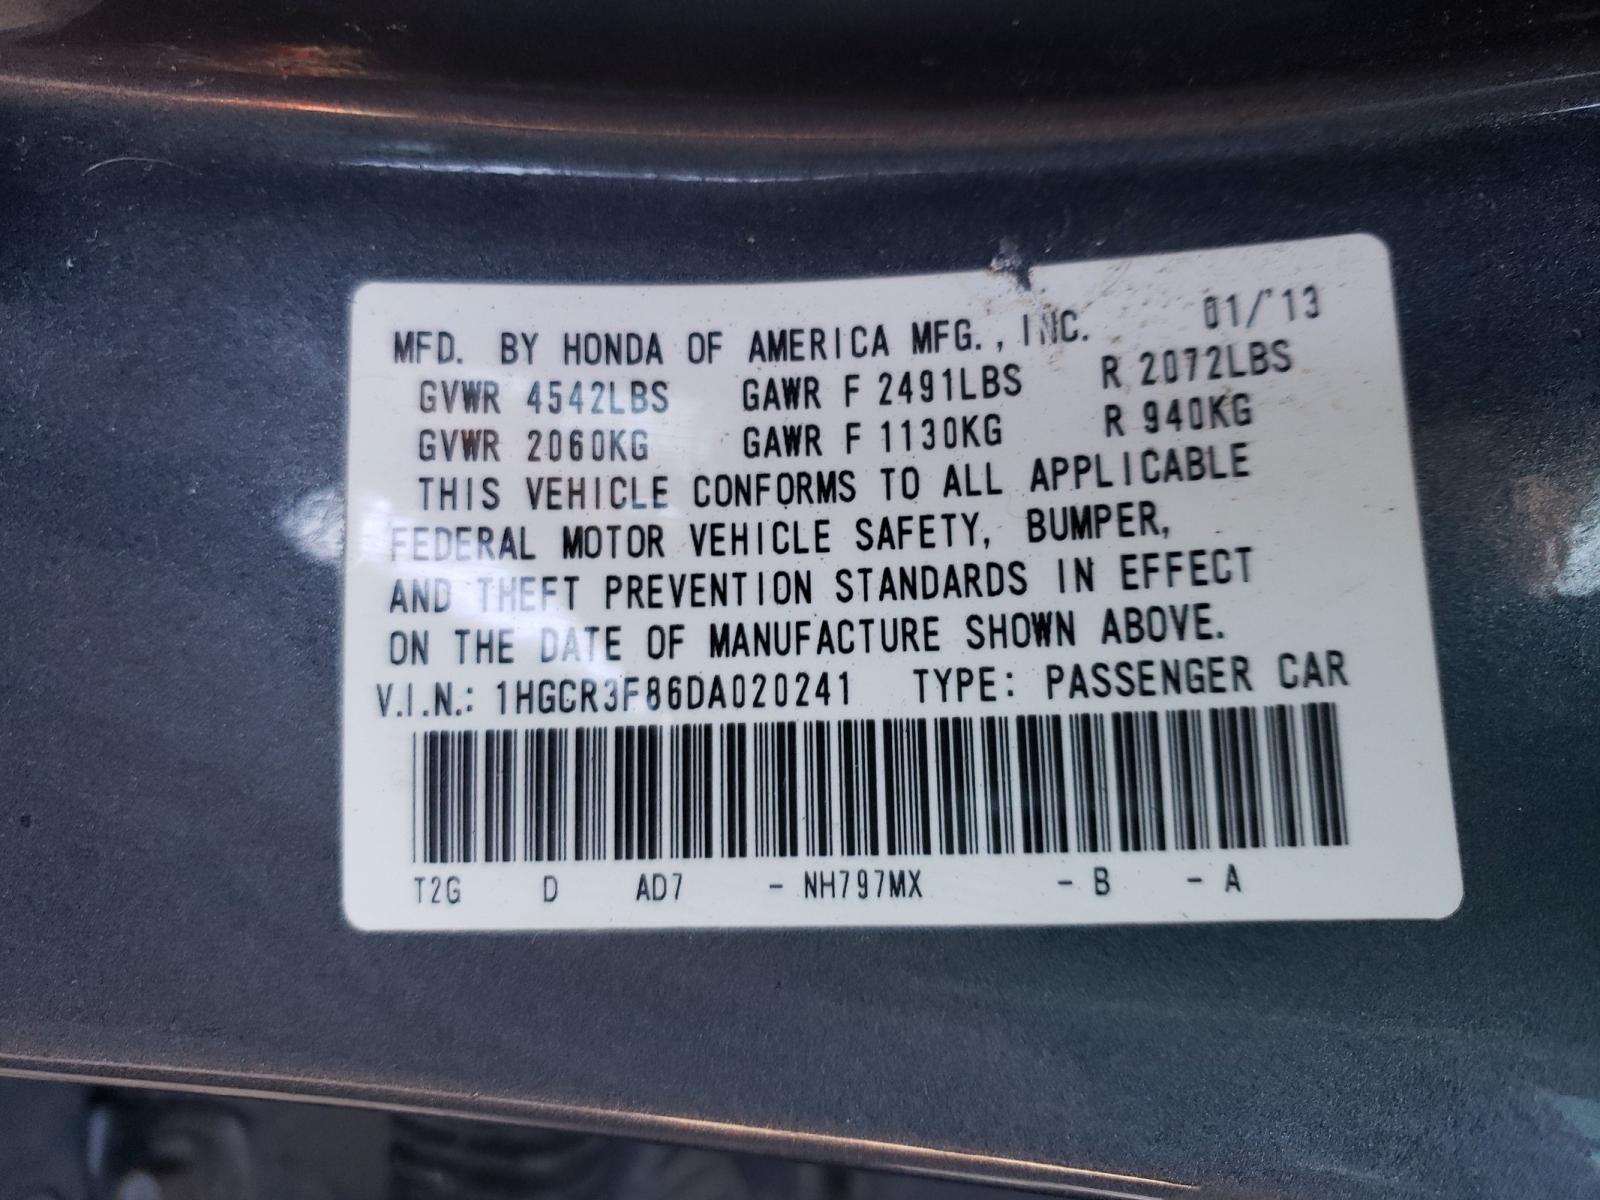 MFD. BY HONDA OF AMERICA MFG., INC. 01/'13
GVWR 4542LBS GAWR F 2491LBS R 2072LBS
GVWR 2060KG GAWR F 1130KG R 940KG
THIS VEHICLE CONFORMS TO ALL APPLICABLE
FEDERAL MOTOR VEHICLE SAFETY, BUMPER,
AND THEFT PREVENTION STANDARDS IN EFFECT
ON THE DATE OF MANUFACTURE SHOWN ABOVE.
V.I.N.: 1HGCR3F86DA020241 TYPE: PASSENGER CAR
T2G D AD7 - NH797MX - B - A